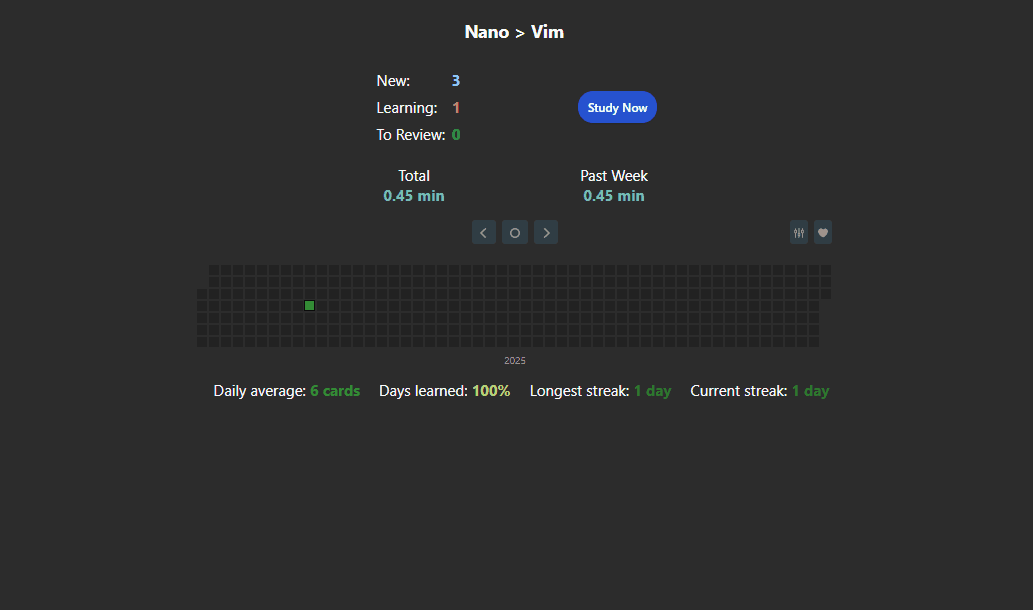 Nano > Vim
New: 3
Learning: 1
To Review: 0
Study Now
Total
0.45 min
Past Week
0.45 min
2025
Daily average: 6 cards Days learned: 100% Longest streak: 1 day Current streak: 1 day